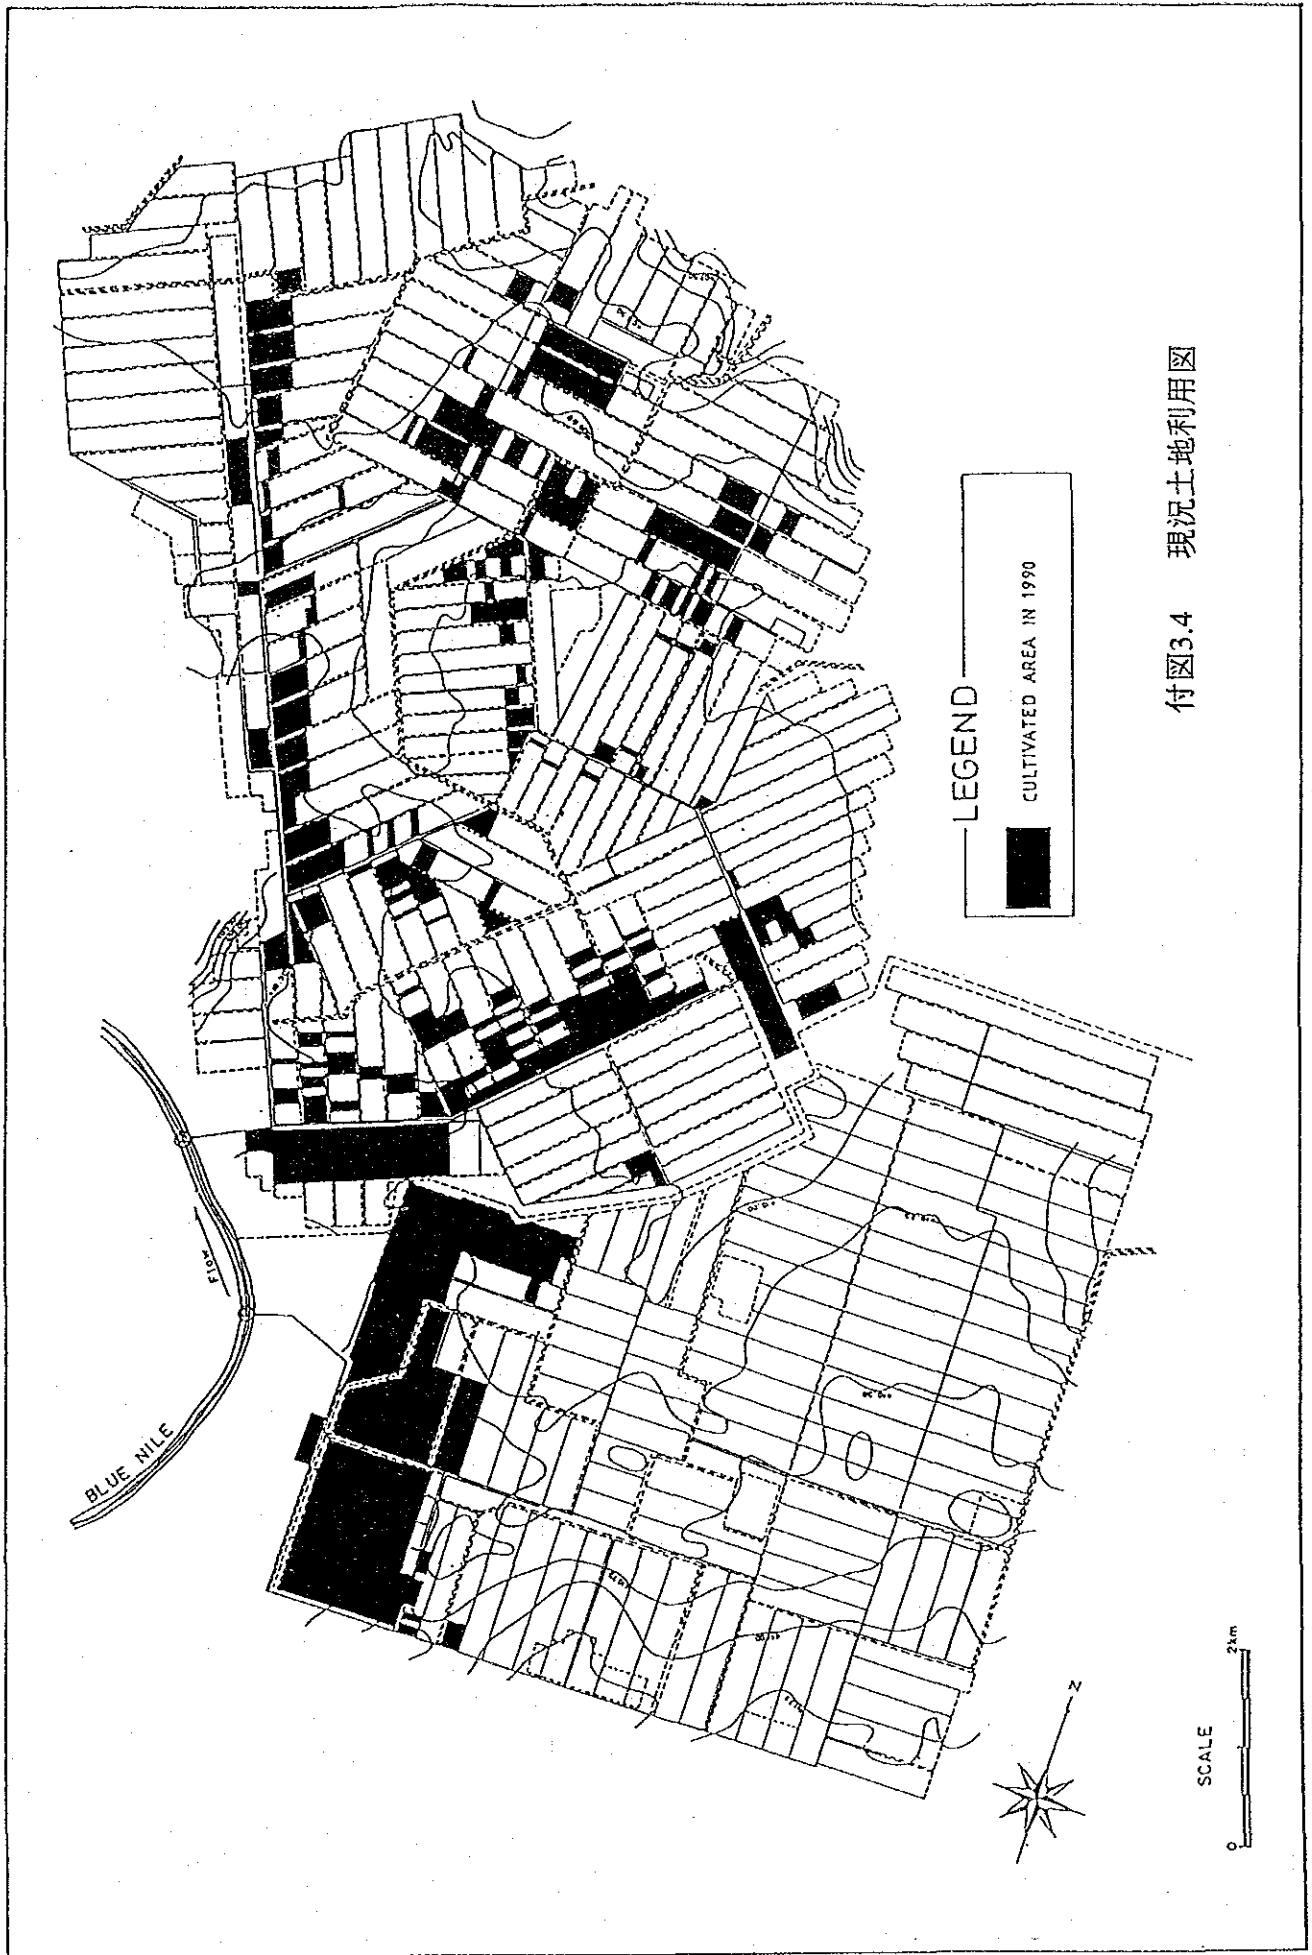 BLUE NILE
Flow
LEGEND
CULTIVATED AREA IN 1990
N
SCALE
0
2km
付図3.4 現況土地利用図